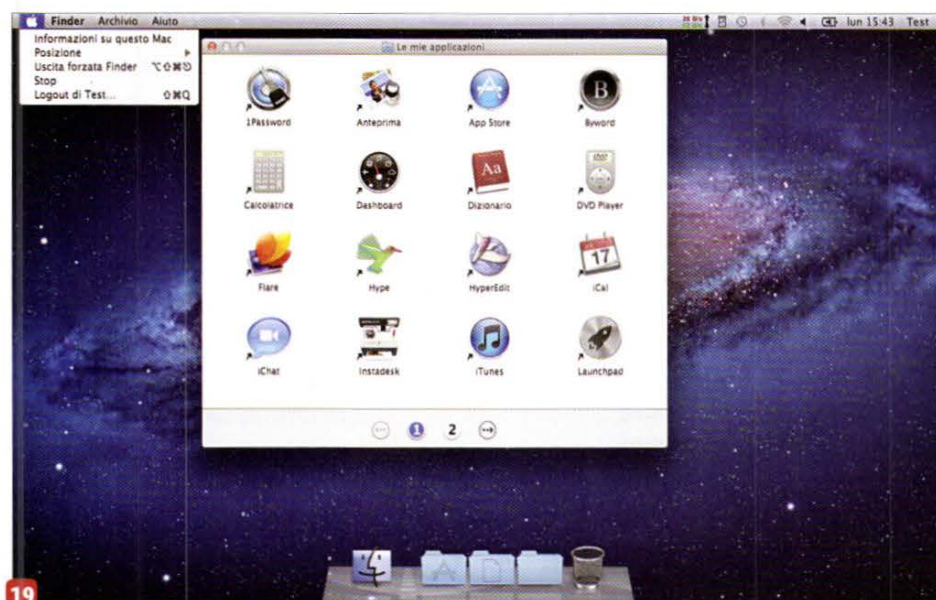 Finder Archivio Aiuto
lun 15:43 Test
Informazioni su questo Mac
Posizione
Uscita forzata Finder ⌥⇧⌘⎋
Stop
Logout di Test... ⇧⌘Q
Le mie applicazioni
1Password Anteprima App Store Byword
B
Aa
Calcolatrice Dashboard Dizionario DVD Player
17
Flare Hype HyperEdit iCal
iChat Instadesk iTunes Launchpad
1 2
19